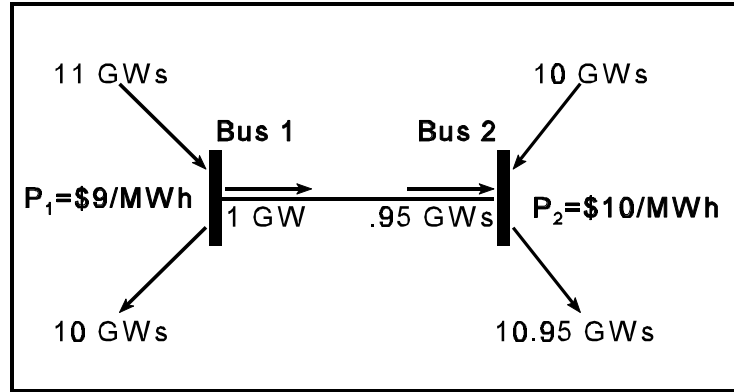 11 GWs
10 GWs
Bus 1
Bus 2
P₁=$9/MWh
P₂=$10/MWh
1 GW
.95 GWs
10 GWs
10.95 GWs